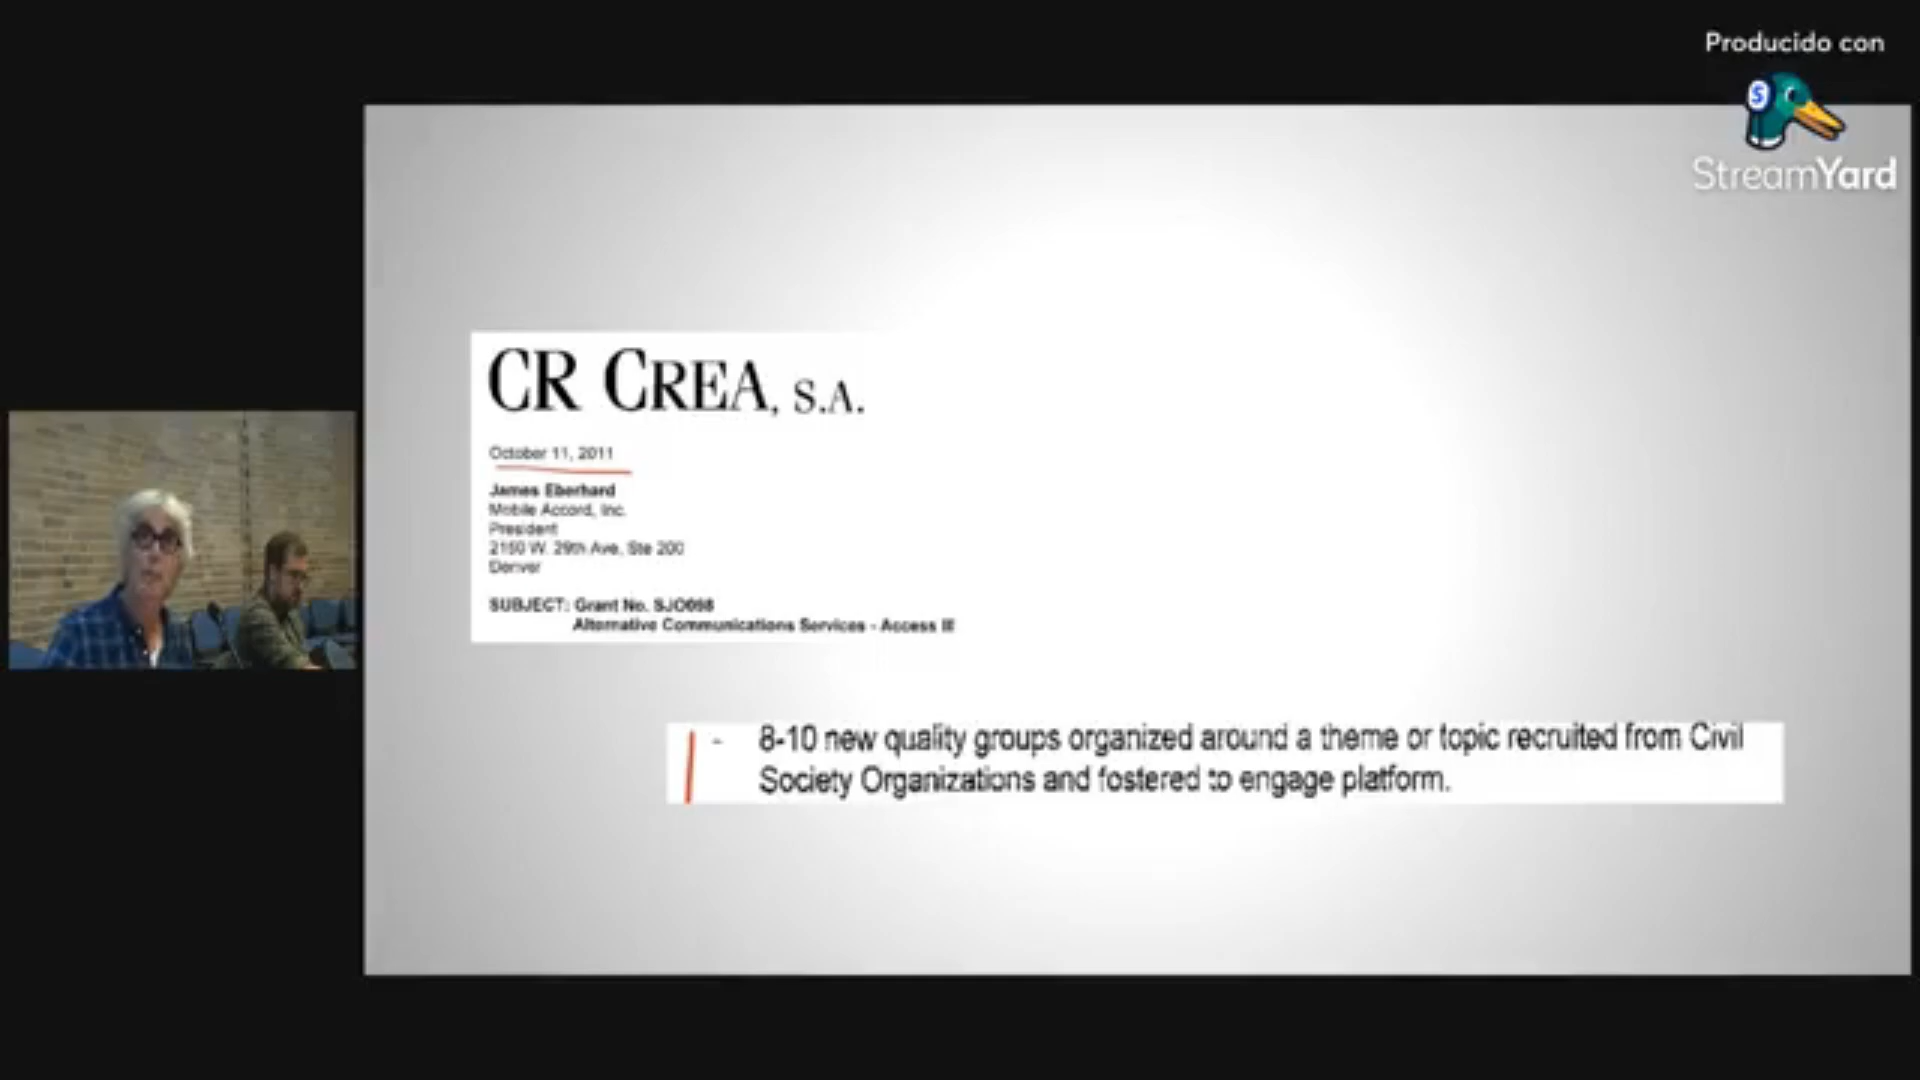 Producido con
StreamYard
CR CREA, S.A.
October 11, 2011
James Eberhard
Mobile Accord, Inc.
President
2150 W. 29th Ave, Ste 200
Denver
SUBJECT: Grant No. SJO098
Alternative Communications Services - Access III
- 8-10 new quality groups organized around a theme or topic recruited from Civil
Society Organizations and fostered to engage platform.